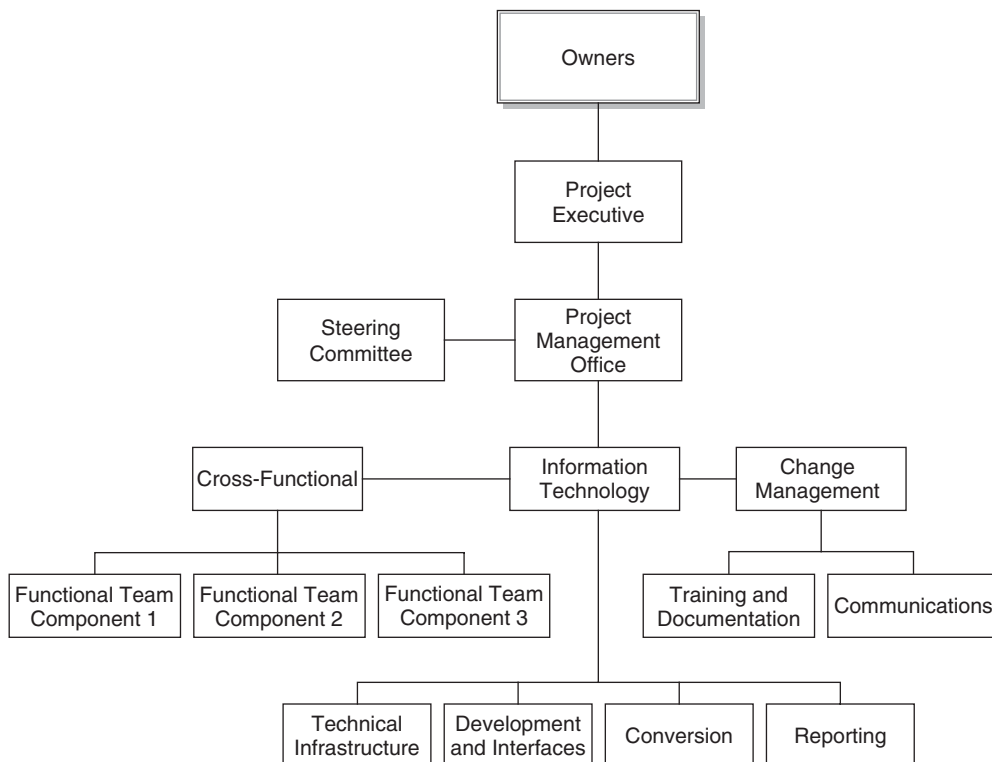 Owners
Project
Executive
Steering
Committee
Project
Management
Office
Cross-Functional
Information
Technology
Change
Management
Functional Team
Component 1
Functional Team
Component 2
Functional Team
Component 3
Training and
Documentation
Communications
Technical
Infrastructure
Development
and Interfaces
Conversion
Reporting